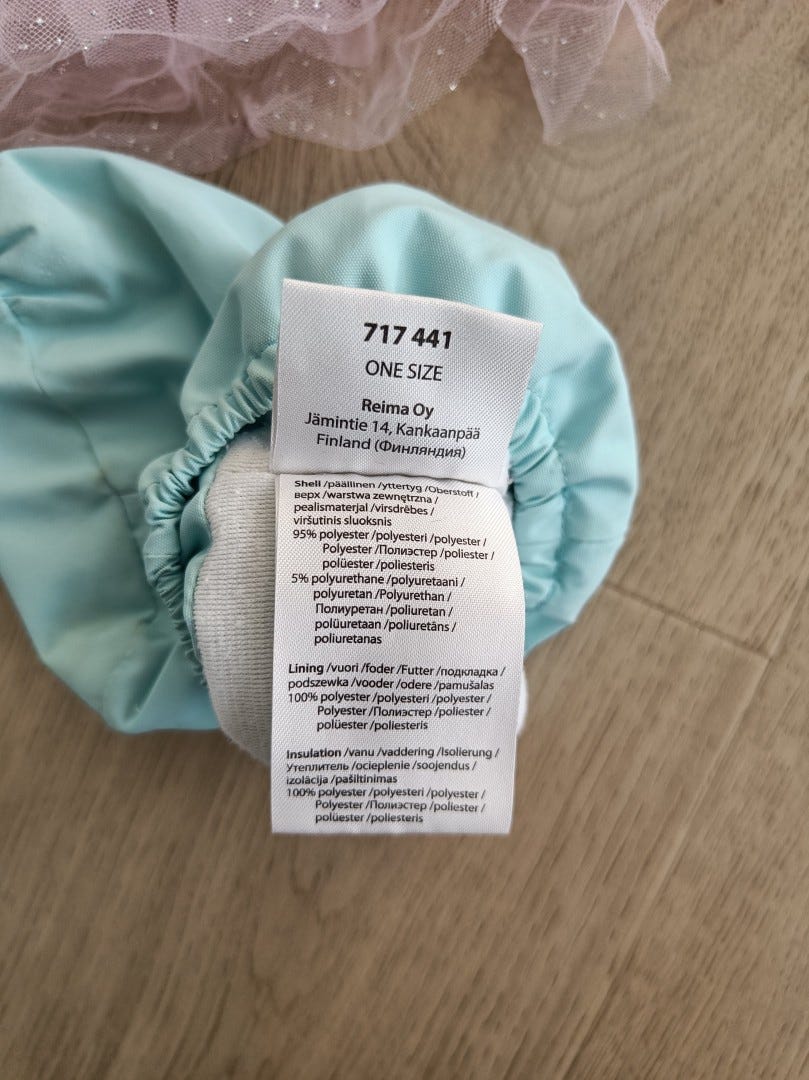 717 441
ONE SIZE
Reima Oy
Jämintie 14, Kankaanpää
Finland (Финляндия)
Shell /päällinen /yttertyg /Oberstoff /
верх /warstwa zewnętrzna /
pealismaterjal /virsdrēbes /
viršutinis sluoksnis
95% polyester /polyesteri /polyester /
Polyester /Полиэстер /poliester /
polüester /poliesteris
5% polyurethane /polyuretaani /
polyuretan /Polyurethan /
Полиуретан /poliuretan /
polüuretaan /poliuretāns /
poliuretanas
Lining /vuori /foder /Futter /подкладка /
podszewka /vooder /odere /pamušalas
100% polyester /polyesteri /polyester /
Polyester /Полиэстер /poliester /
polüester /poliesteris
Insulation /vanu /vaddering /Isolierung /
Утеплитель /ocieplenie /soojendus /
izolācija /pašiltinimas
100% polyester /polyesteri /polyester /
Polyester /Полиэстер /poliester /
polüester /poliesteris